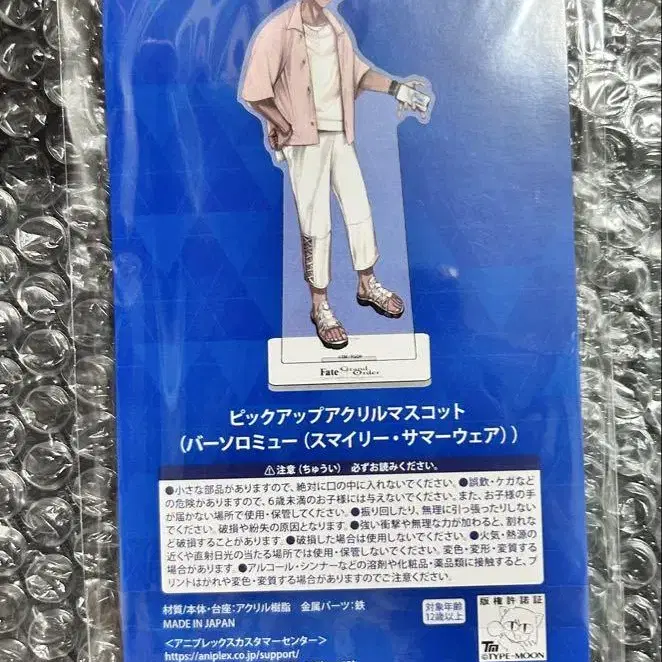 Fate Grand Order
ピックアップアクリルマスコット
（バーソロミュー（スマイリー・サマーウェア））
⚠注意（ちゅうい） 必ずお読みください。
●小さな部品がありますので、絶対に口の中に入れないでください。●誤飲・ケガなど
の危険がありますので、6歳未満のお子様には与えないでください。また、お子様の手
が届かない場所で使用・保管してください。●振り回したり、無理に引っ張ったりしない
でください。破損や紛失の原因となります。●強い衝撃や無理な力が加わると、割れな
ど破損することがあります。●破損した場合は使用しないでください。●火気・熱源の
近くや直射日光の当たる場所では使用・保管しないでください。変色・変形・変質する
場合があります。●アルコール・シンナーなどの溶剤や化粧品・薬品類に接触すると、プ
リントはがれや変色・変質する場合がありますのでご注意ください。
材質/本体・台座：アクリル樹脂 金属パーツ：鉄
MADE IN JAPAN
対象年齢
12歳以上
版権許諾証
TM
©TYPE-MOON
＜アニプレックスカスタマーセンター＞
https://aniplex.co.jp/support/